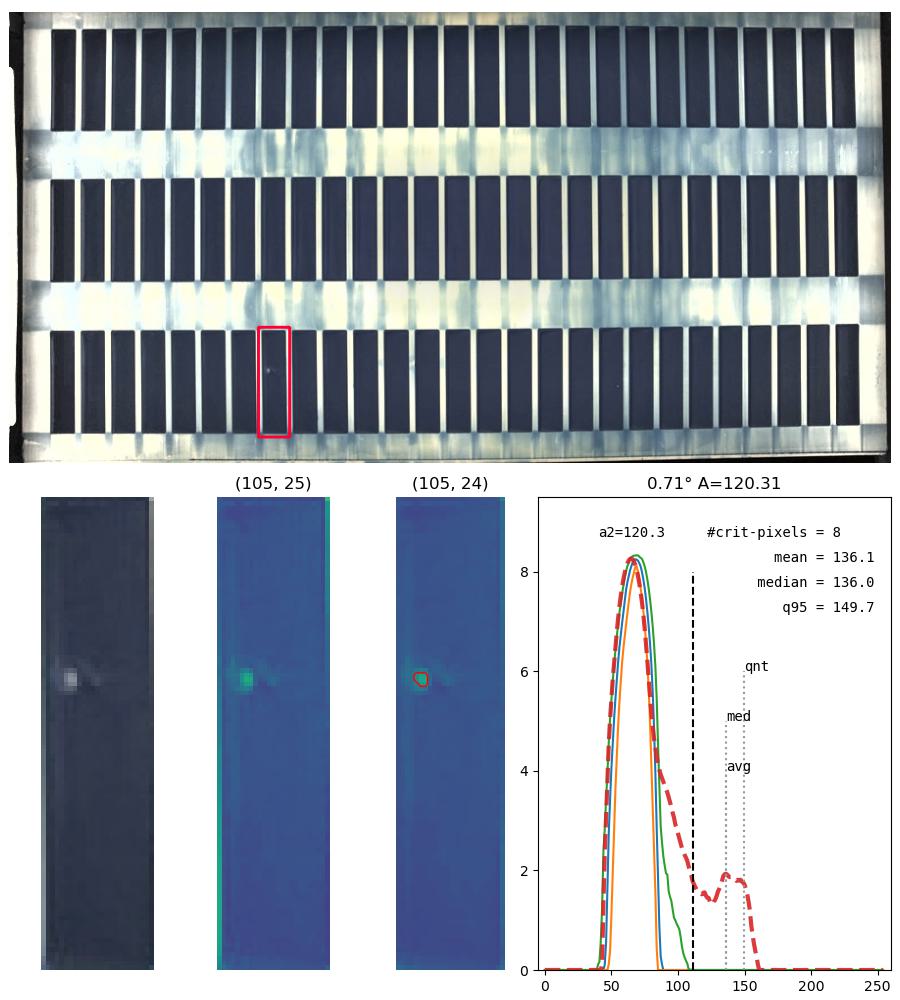 (105, 25)
(105, 24)
0.71° A=120.31
a2=120.3
#crit-pixels = 8
mean = 136.1
median = 136.0
q95 = 149.7
qnt
med
avg
8
6
4
2
0
0 50 100 150 200 250